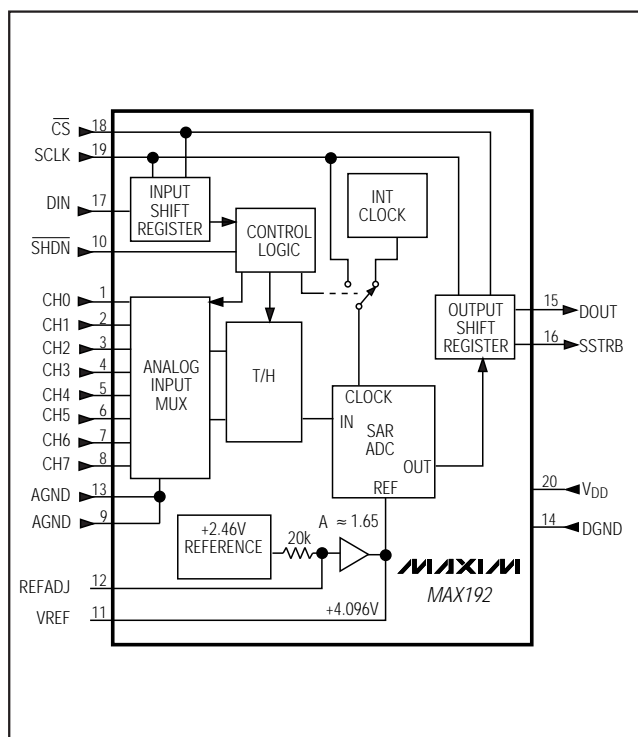 CS 18
SCLK 19
DIN 17
SHDN 10
CH0 1
CH1 2
CH2 3
CH3 4
CH4 5
CH5 6
CH6 7
CH7 8
AGND 13
AGND 9
REFADJ 12
VREF 11
INPUT
SHIFT
REGISTER
CONTROL
LOGIC
INT
CLOCK
ANALOG
INPUT
MUX
T/H
CLOCK
IN
SAR
ADC
OUT
REF
OUTPUT
SHIFT
REGISTER
15 DOUT
16 SSTRB
20 VDD
14 DGND
+2.46V
REFERENCE
20k
A ≈ 1.65
+4.096V
MAXIM
MAX192